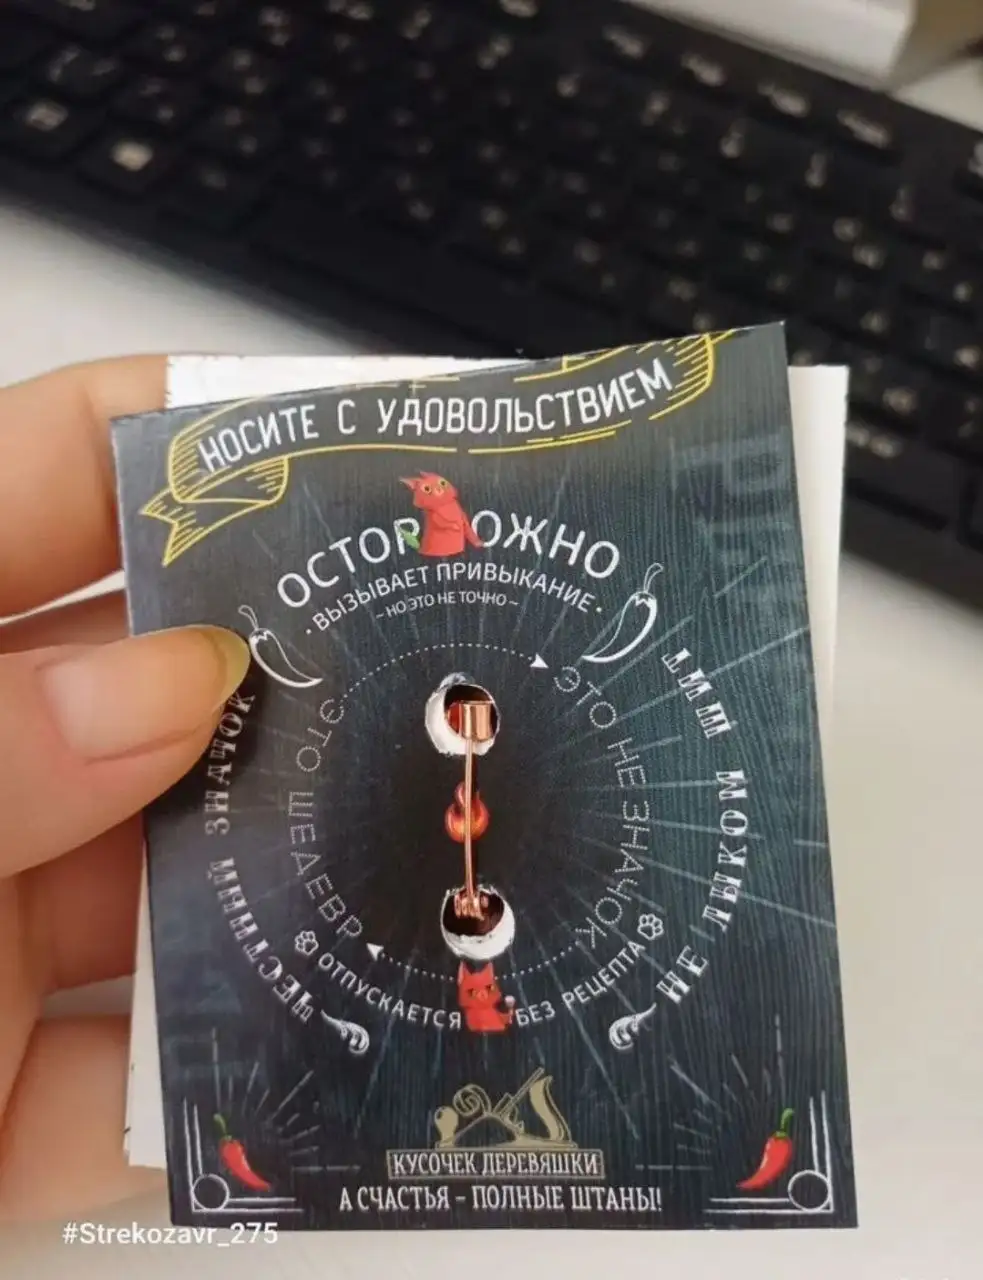 НОСИТЕ С УДОВОЛЬСТВИЕМ
ОСТОРОЖНО
·ВЫЗЫВАЕТ ПРИВЫКАНИЕ·
– НО ЭТО НЕ ТОЧНО –
ЭТО НЕ ЗНАЧОК
ЭТО ШЕДЕВР
ЧЕСТНЫЙ ЗНАЧОК
НЕ ЛЫКОМ ШИТ
ОТПУСКАЕТСЯ БЕЗ РЕЦЕПТА
КУСОЧЕК ДЕРЕВЯШКИ
А СЧАСТЬЯ – ПОЛНЫЕ ШТАНЫ!
#Strekozavr_275